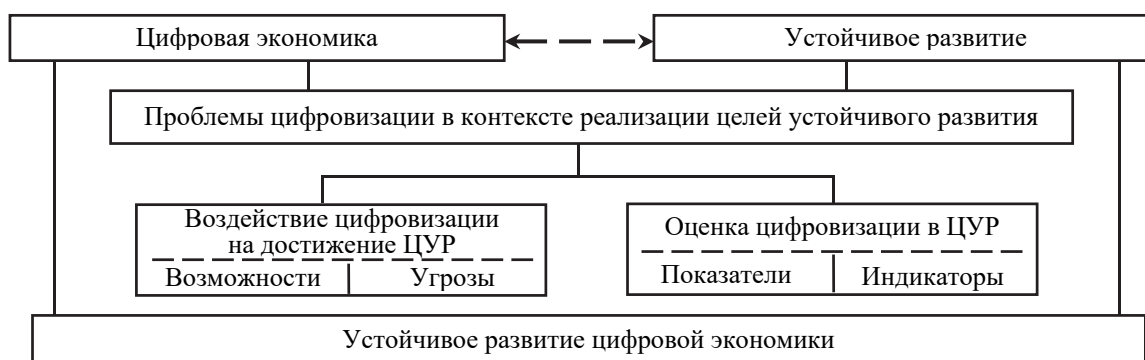 Цифровая экономика
Устойчивое развитие
Проблемы цифровизации в контексте реализации целей устойчивого развития
Воздействие цифровизации
на достижение ЦУР
Возможности
Угрозы
Оценка цифровизации в ЦУР
Показатели
Индикаторы
Устойчивое развитие цифровой экономики